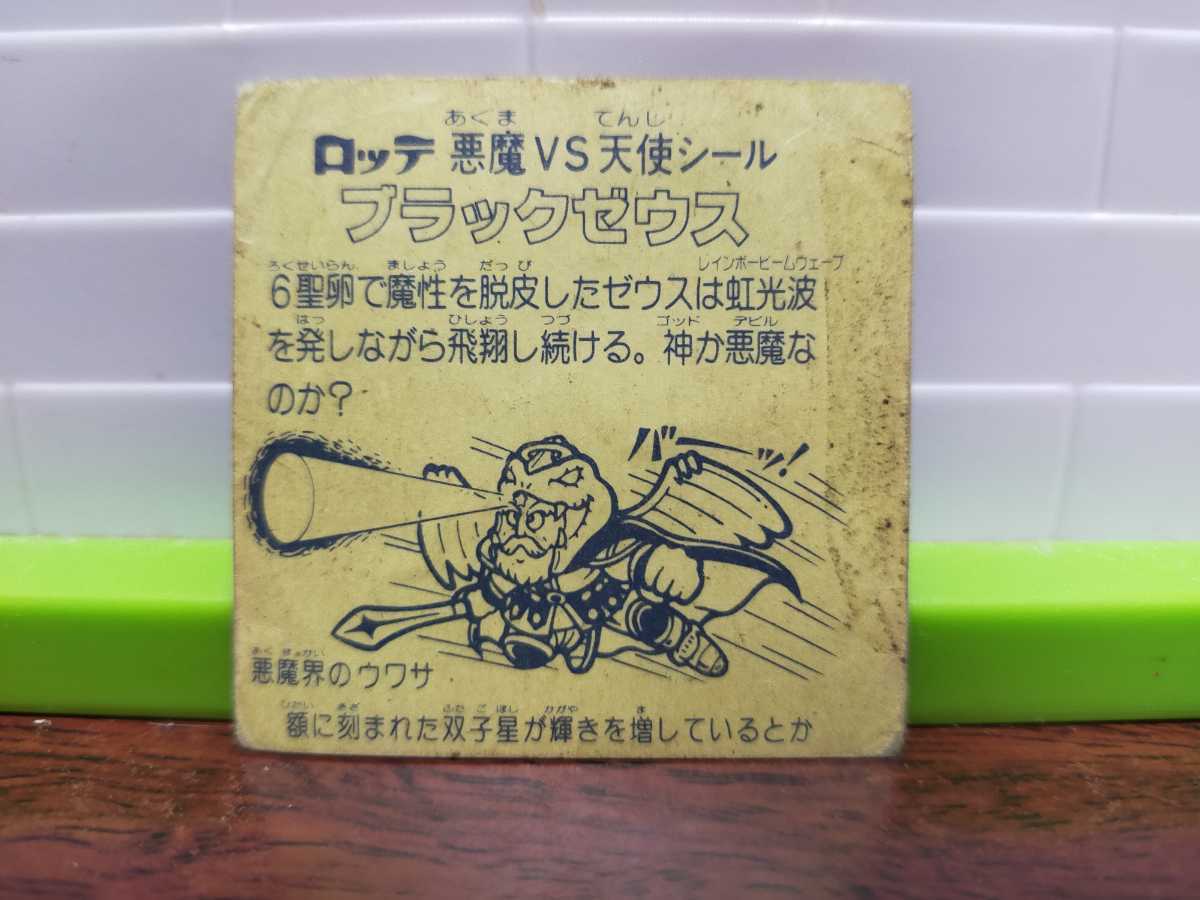 あくま てんし
ロッテ 悪魔VS天使シール
ブラックゼウス
ろくせいらん ましよう だっぴ レインボービームウェーブ
6聖卵で魔性を脱皮したゼウスは虹光波
はつ ひしよう つづ ゴッド デビル
を発しながら飛翔し続ける。神か悪魔な
のか?
バーッ!
あくまかい
悪魔界のウワサ
ひたい きざ ふたご ぼし かがや ま
額に刻まれた双子星が輝きを増しているとか